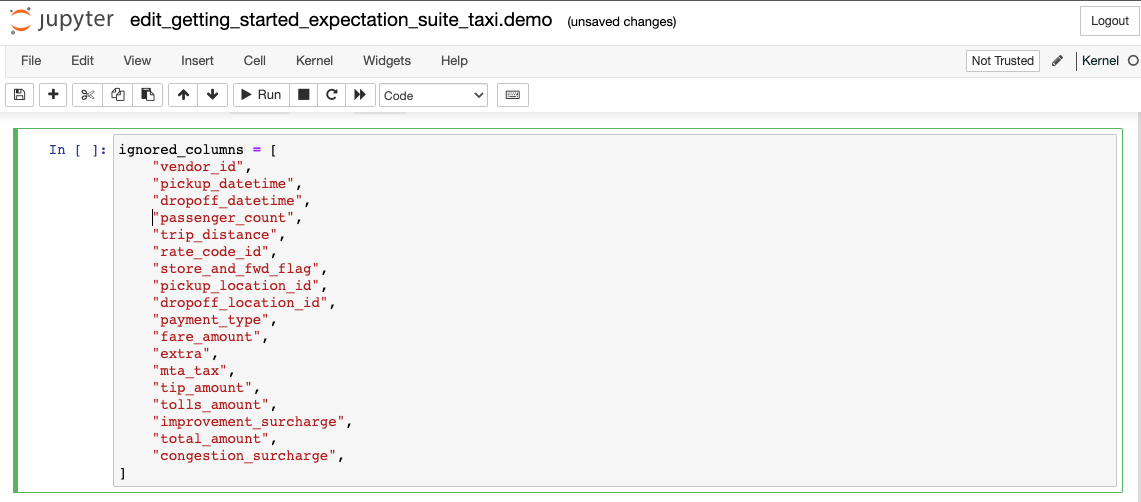 jupyter edit_getting_started_expectation_suite_taxi.demo (unsaved changes) Logout
File Edit View Insert Cell Kernel Widgets Help Not Trusted Kernel
Run Code
In [ ]: ignored_columns = [
"vendor_id",
"pickup_datetime",
"dropoff_datetime",
"passenger_count",
"trip_distance",
"rate_code_id",
"store_and_fwd_flag",
"pickup_location_id",
"dropoff_location_id",
"payment_type",
"fare_amount",
"extra",
"mta_tax",
"tip_amount",
"tolls_amount",
"improvement_surcharge",
"total_amount",
"congestion_surcharge",
]